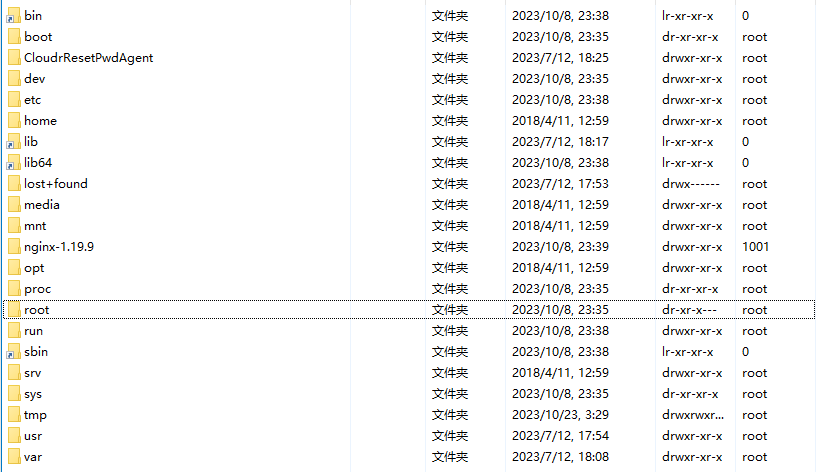 bin 文件夹 2023/10/8, 23:38 lr-xr-xr-x 0
boot 文件夹 2023/10/8, 23:35 dr-xr-xr-x root
CloudrResetPwdAgent 文件夹 2023/7/12, 18:25 drwxr-xr-x root
dev 文件夹 2023/10/8, 23:35 drwxr-xr-x root
etc 文件夹 2023/10/8, 23:38 drwxr-xr-x root
home 文件夹 2018/4/11, 12:59 drwxr-xr-x root
lib 文件夹 2023/7/12, 18:17 lr-xr-xr-x 0
lib64 文件夹 2023/10/8, 23:38 lr-xr-xr-x 0
lost+found 文件夹 2023/7/12, 17:53 drwx------ root
media 文件夹 2018/4/11, 12:59 drwxr-xr-x root
mnt 文件夹 2018/4/11, 12:59 drwxr-xr-x root
nginx-1.19.9 文件夹 2023/10/8, 23:39 drwxr-xr-x 1001
opt 文件夹 2018/4/11, 12:59 drwxr-xr-x root
proc 文件夹 2023/10/8, 23:35 dr-xr-xr-x root
root 文件夹 2023/10/8, 23:35 dr-xr-x--- root
run 文件夹 2023/10/8, 23:38 drwxr-xr-x root
sbin 文件夹 2023/10/8, 23:38 lr-xr-xr-x 0
srv 文件夹 2018/4/11, 12:59 drwxr-xr-x root
sys 文件夹 2023/10/8, 23:35 dr-xr-xr-x root
tmp 文件夹 2023/10/23, 3:29 drwxrwxr... root
usr 文件夹 2023/7/12, 17:54 drwxr-xr-x root
var 文件夹 2023/7/12, 18:08 drwxr-xr-x root